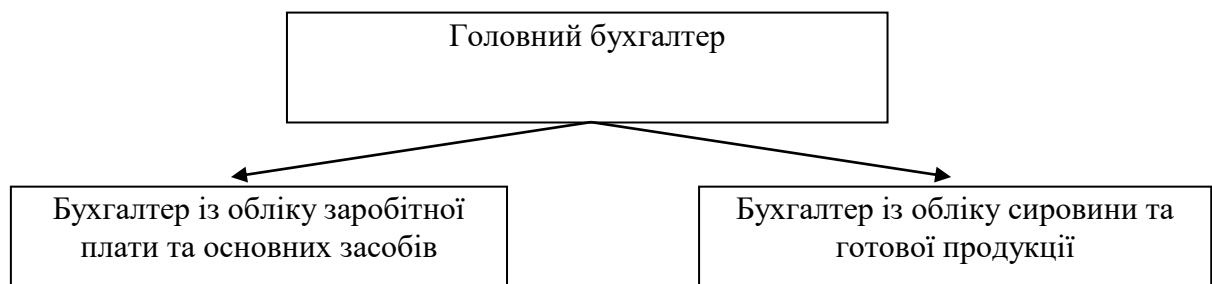 Головний бухгалтер
Бухгалтер із обліку заробітної
плати та основних засобів
Бухгалтер із обліку сировини та
готової продукції